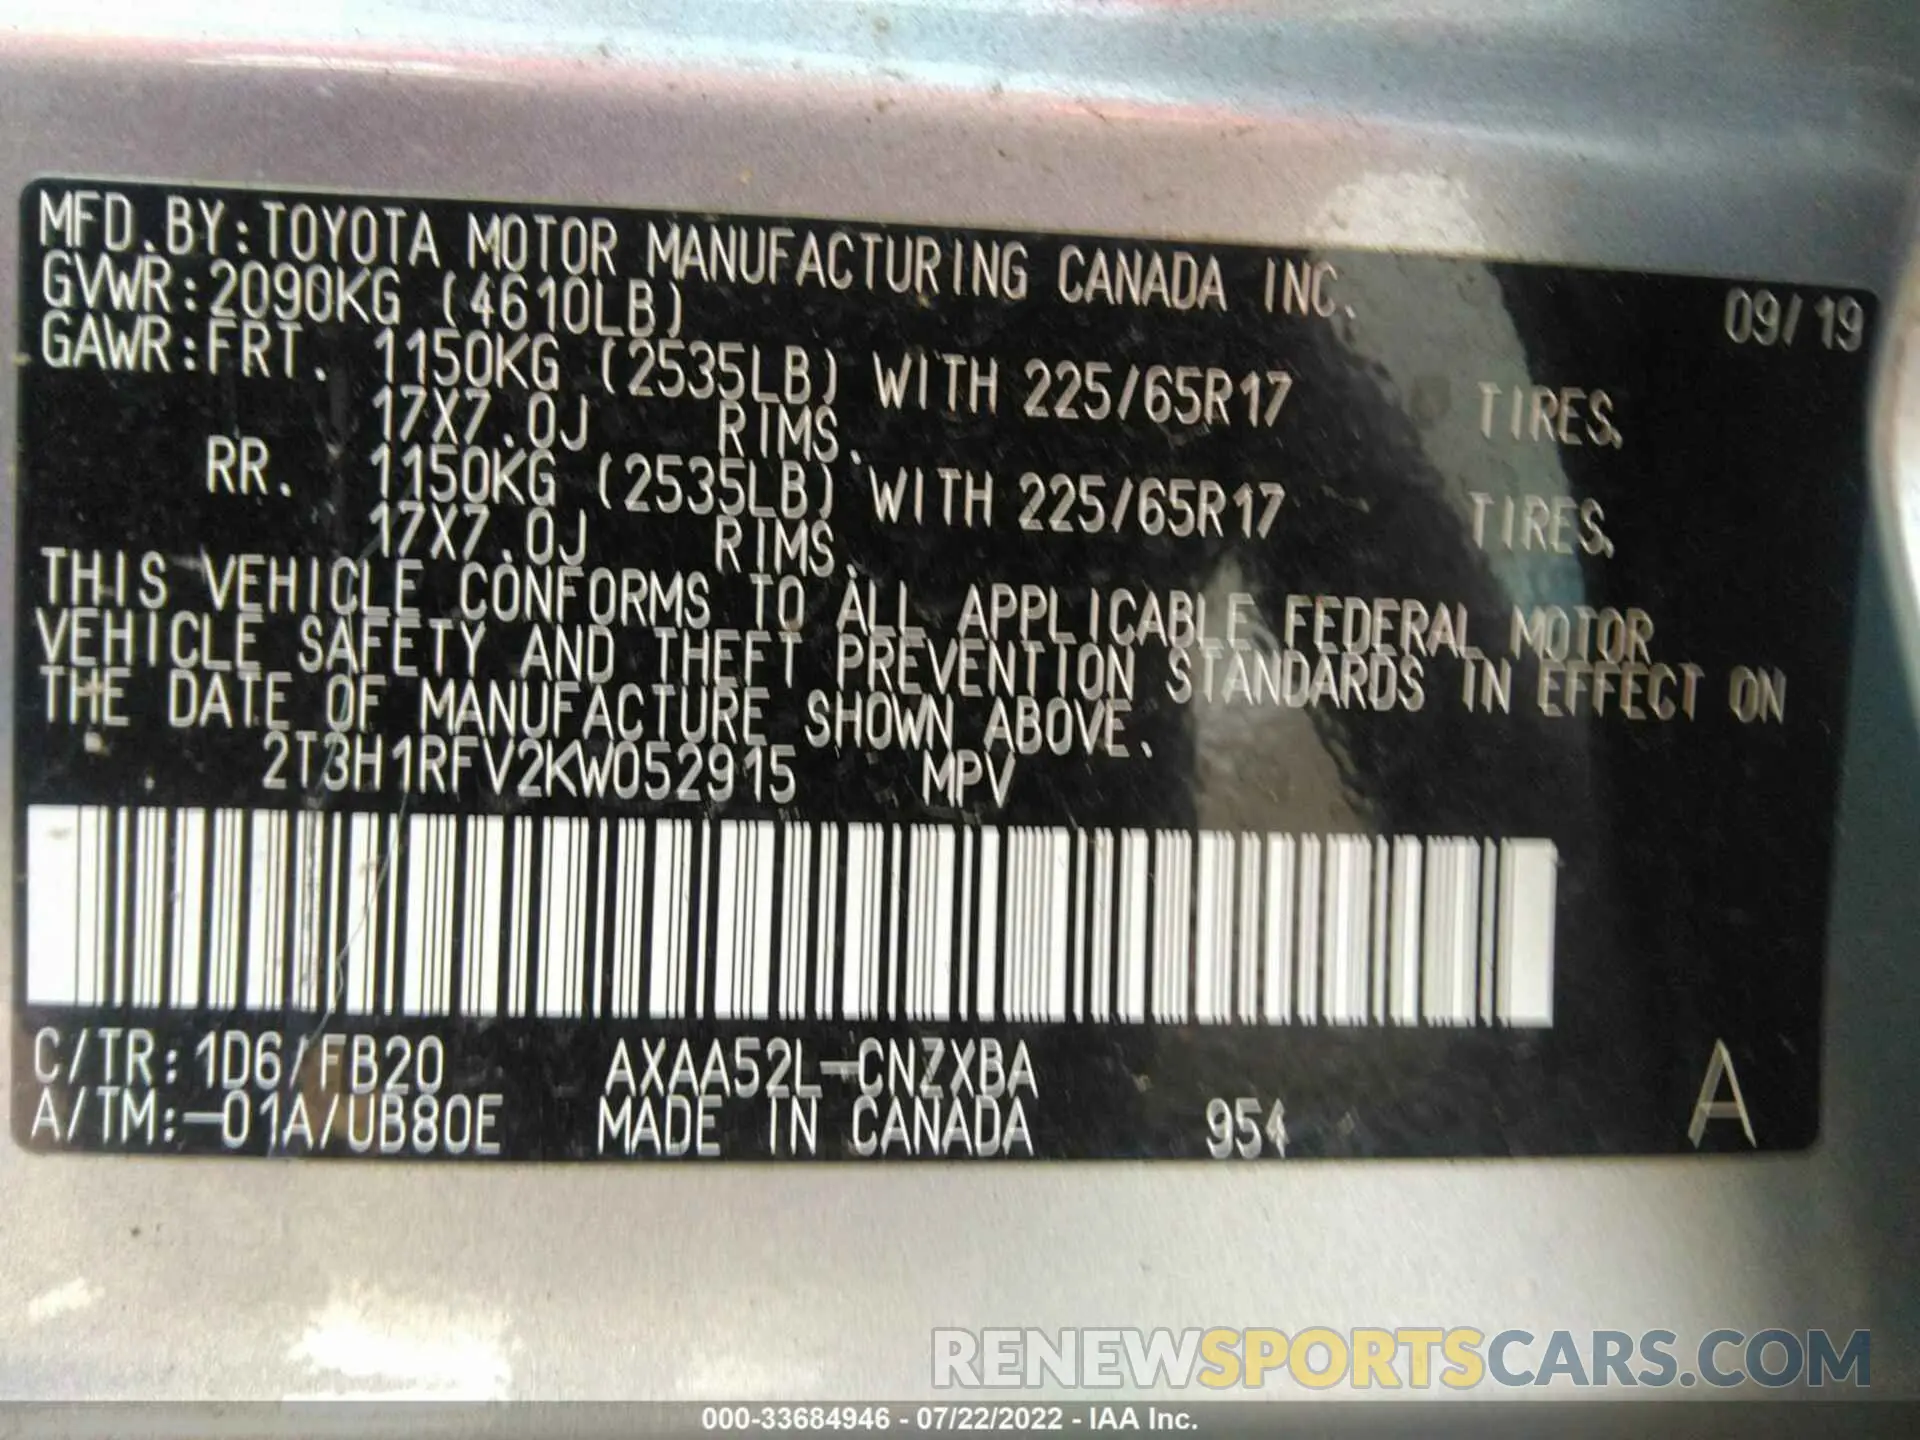 MFD.BY:TOYOTA MOTOR MANUFACTURING CANADA INC.
GVWR:2090KG (4610LB) 09/19
GAWR:FRT. 1150KG (2535LB) WITH 225/65R17 TIRES,
17X7.0J RIMS.
RR. 1150KG (2535LB) WITH 225/65R17 TIRES,
17X7.0J RIMS.
THIS VEHICLE CONFORMS TO ALL APPLICABLE FEDERAL MOTOR
VEHICLE SAFETY AND THEFT PREVENTION STANDARDS IN EFFECT ON
THE DATE OF MANUFACTURE SHOWN ABOVE.
2T3H1RFV2KW052915 MPV
C/TR:1D6/FB20 AXAA52L-CNZXBA
A/TM:-01A/UB80E MADE IN CANADA 954 A
RENEWSPORTSCARS.COM
000-33684946 - 07/22/2022 - IAA Inc.